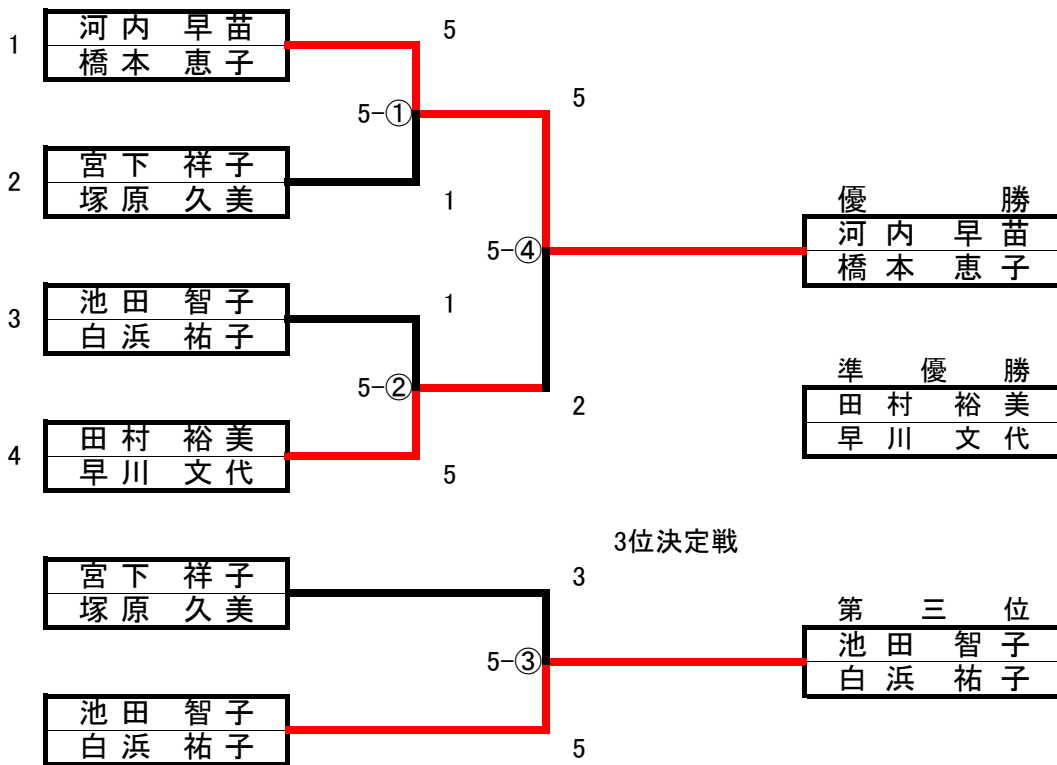 1
河内 早苗
橋本 恵子
5
5-①
5
2
宮下 祥子
塚原 久美
1
優勝
河内 早苗
橋本 恵子
5-④
3
池田 智子
白浜 祐子
1
5-②
2
準優勝
田村 裕美
早川 文代
4
田村 裕美
早川 文代
5
3位決定戦
宮下 祥子
塚原 久美
3
第三位
池田 智子
白浜 祐子
5-③
池田 智子
白浜 祐子
5